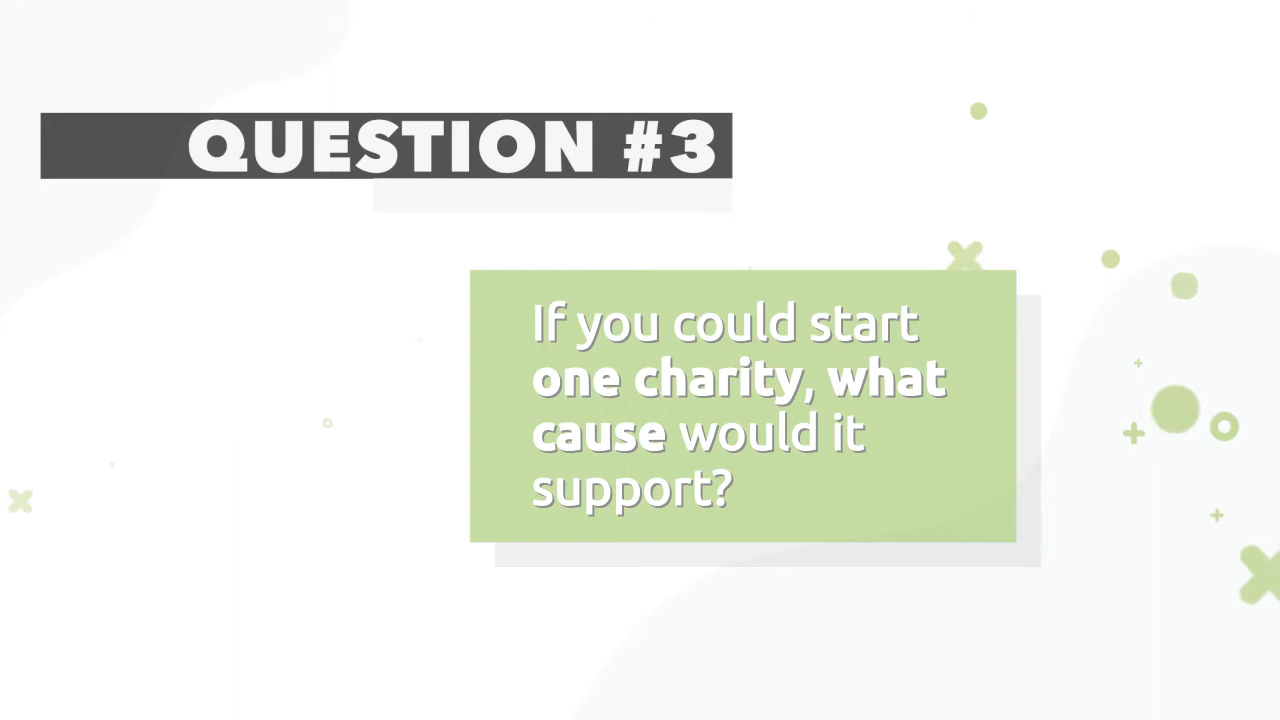 QUESTION #3
If you could start
one charity, what
cause would it
support?